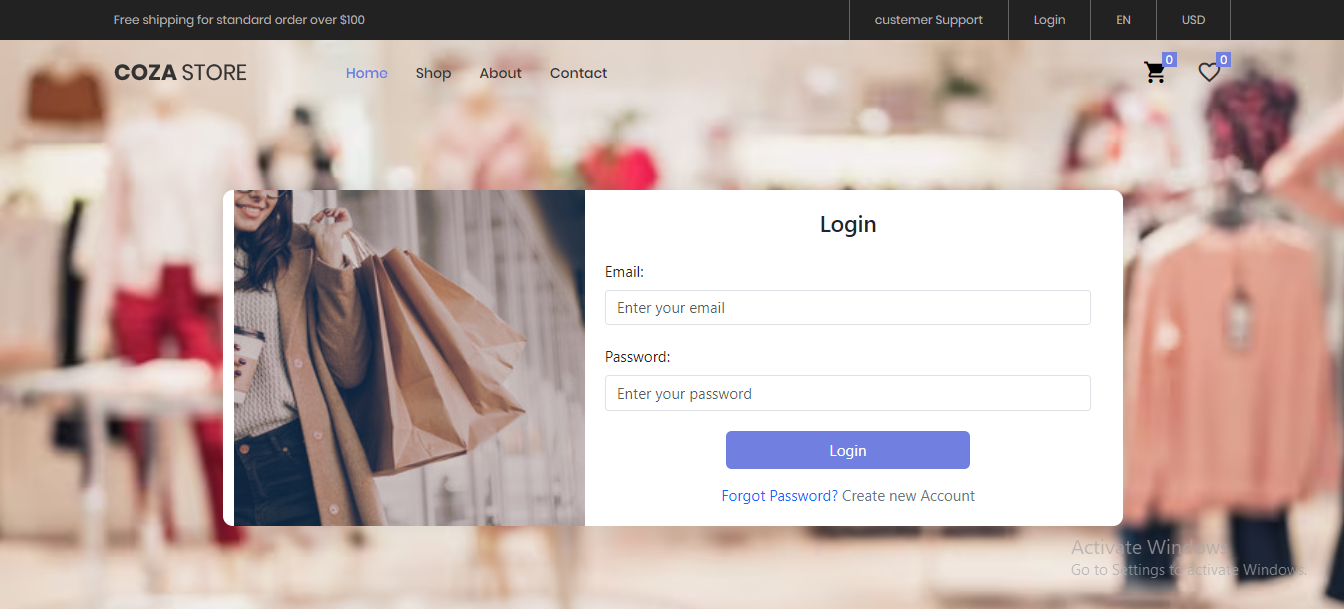 Free shipping for standard order over $100
custemer Support
Login
EN
USD
COZA STORE
Home
Shop
About
Contact
0
0
Login
Email:
Enter your email
Password:
Enter your password
Login
Forgot Password? Create new Account
Activate Windows
Go to Settings to activate Windows.